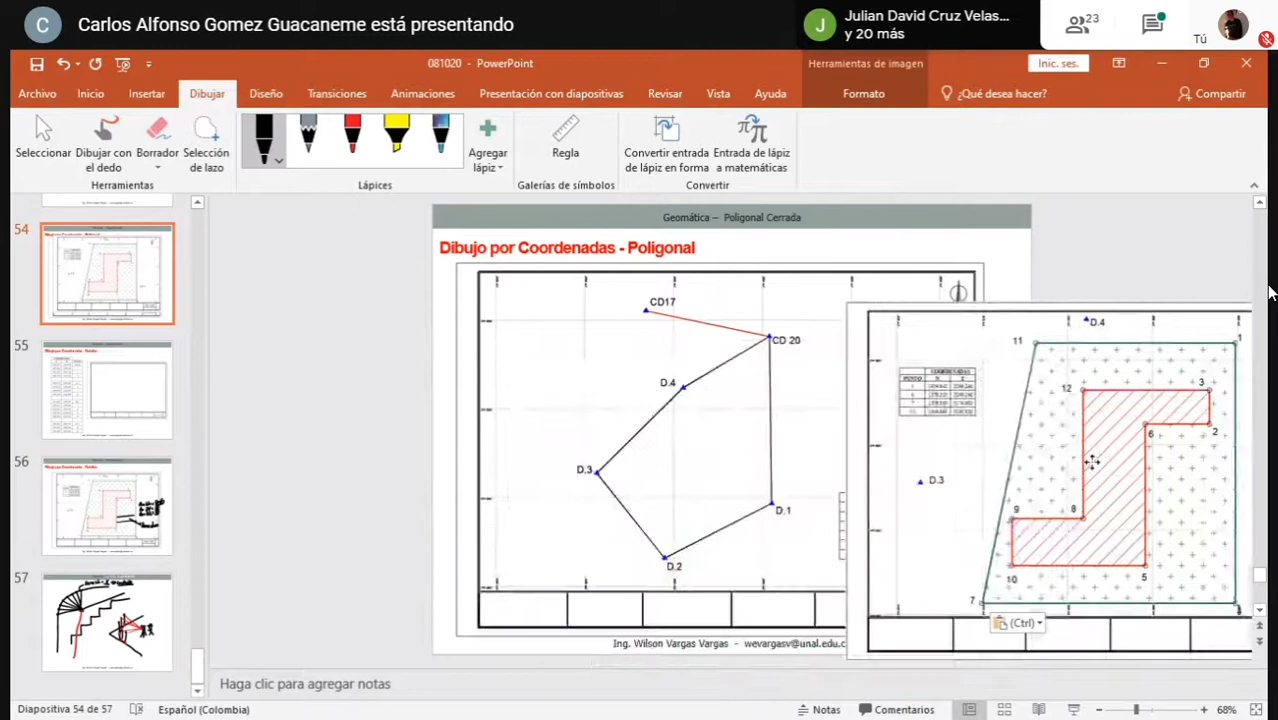 C
Carlos Alfonso Gomez Guacaneme está presentando
J
Julian David Cruz Velas...
y 20 más
23
Tú
081020 - PowerPoint
Herramientas de imagen
Inic. ses.
Archivo
Inicio
Insertar
Dibujar
Diseño
Transiciones
Animaciones
Presentación con diapositivas
Revisar
Vista
Ayuda
Formato
¿Qué desea hacer?
Compartir
Seleccionar
Dibujar con el dedo
Borrador
Selección de lazo
Agregar lápiz
Regla
Convertir entrada de lápiz en forma
Entrada de lápiz a matemáticas
Herramientas
Lápices
Galerías de símbolos
Convertir
54
55
56
57
Geomática – Poligonal Cerrada
Dibujo por Coordenadas - Poligonal
CD17
CD 20
D.4
D.3
D.1
D.2
D.4
11
1
12
3
6
2
D.3
9
8
10
5
7
(Ctrl)
Ing. Wilson Vargas Vargas - wevargasv@unal.edu.c
Haga clic para agregar notas
Diapositiva 54 de 57
Español (Colombia)
Notas
Comentarios
68%